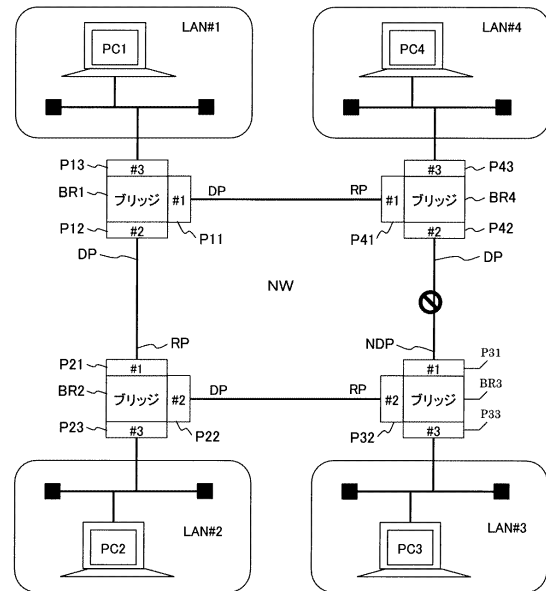 LAN#1
PC1
LAN#4
PC4
P13
#3
BR1
ブリッジ
#1
DP
P12
#2
P11
DP
RP
#3
P43
#1
ブリッジ
BR4
P41
#2
P42
DP
NW
RP
NDP
P21
#1
BR2
ブリッジ
#2
DP
P23
#3
P22
RP
#1
P31
#2
ブリッジ
BR3
P32
#3
P33
LAN#2
PC2
LAN#3
PC3